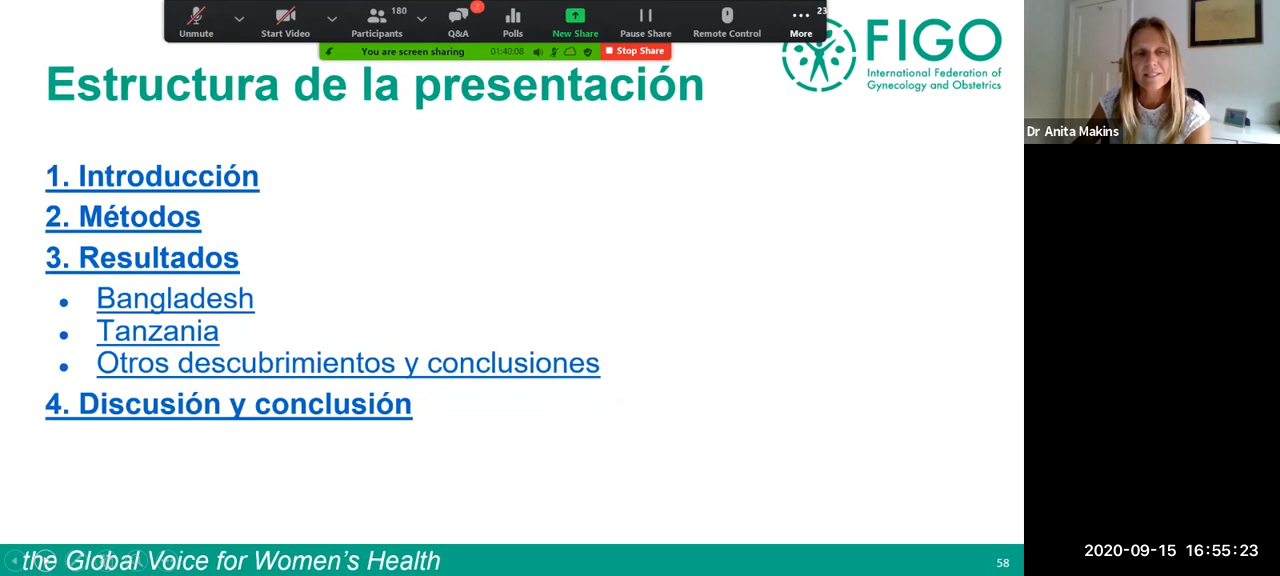 Unmute
Start Video
Participants
180
Q&A
2
Polls
New Share
Pause Share
Remote Control
More
23
You are screen sharing
01:49:08
Stop Share
FIGO
International Federation of
Gynecology and Obstetrics
Estructura de la presentación
Dr Anita Makins
1. Introducción
2. Métodos
3. Resultados
Bangladesh
Tanzania
Otros descubrimientos y conclusiones
4. Discusión y conclusión
the Global Voice for Women's Health
58
2020-09-15 16:55:23